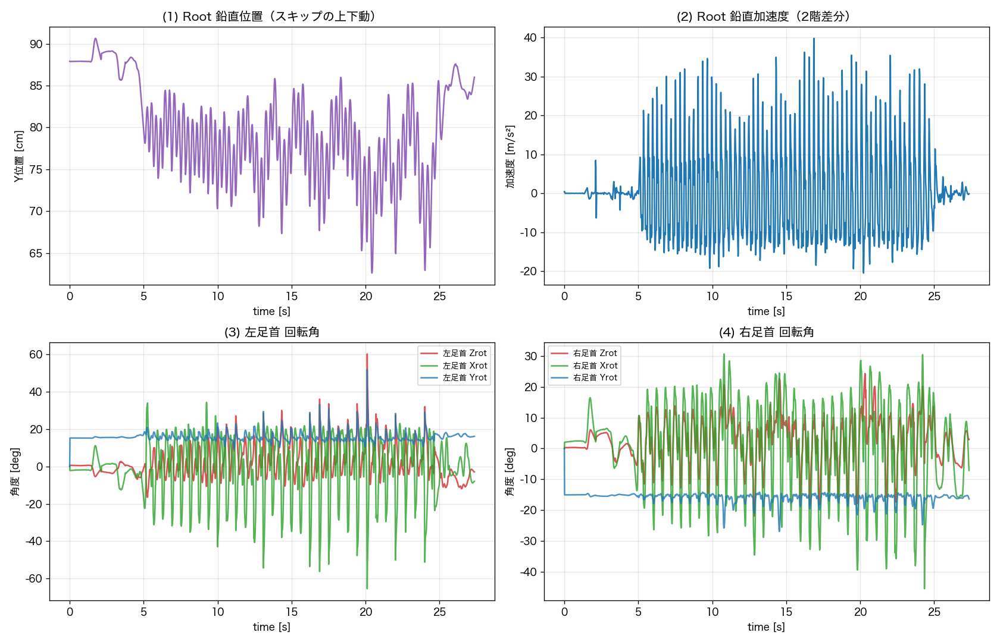 (1) Root 鉛直位置（スキップの上下動）
Y位置 [cm]
90
85
80
75
70
65
0 5 10 15 20 25
time [s]
(2) Root 鉛直加速度（2階差分）
加速度 [m/s²]
40
30
20
10
0
-10
-20
0 5 10 15 20 25
time [s]
(3) 左足首 回転角
角度 [deg]
60
40
20
0
-20
-40
-60
左足首 Zrot
左足首 Xrot
左足首 Yrot
0 5 10 15 20 25
time [s]
(4) 右足首 回転角
角度 [deg]
30
20
10
0
-10
-20
-30
-40
右足首 Zrot
右足首 Xrot
右足首 Yrot
0 5 10 15 20 25
time [s]